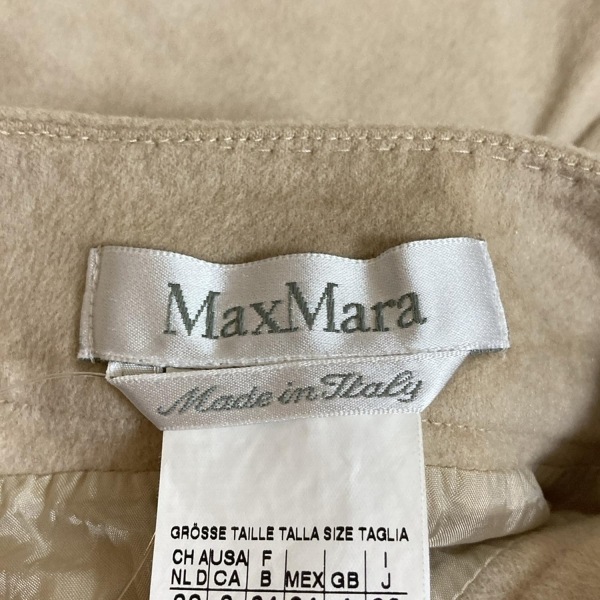 MaxMara
Made in Italy
GRÖSSE TAILLE TALLA SIZE TAGLIA
CH A USA F I
NL D CA B MEX GB J